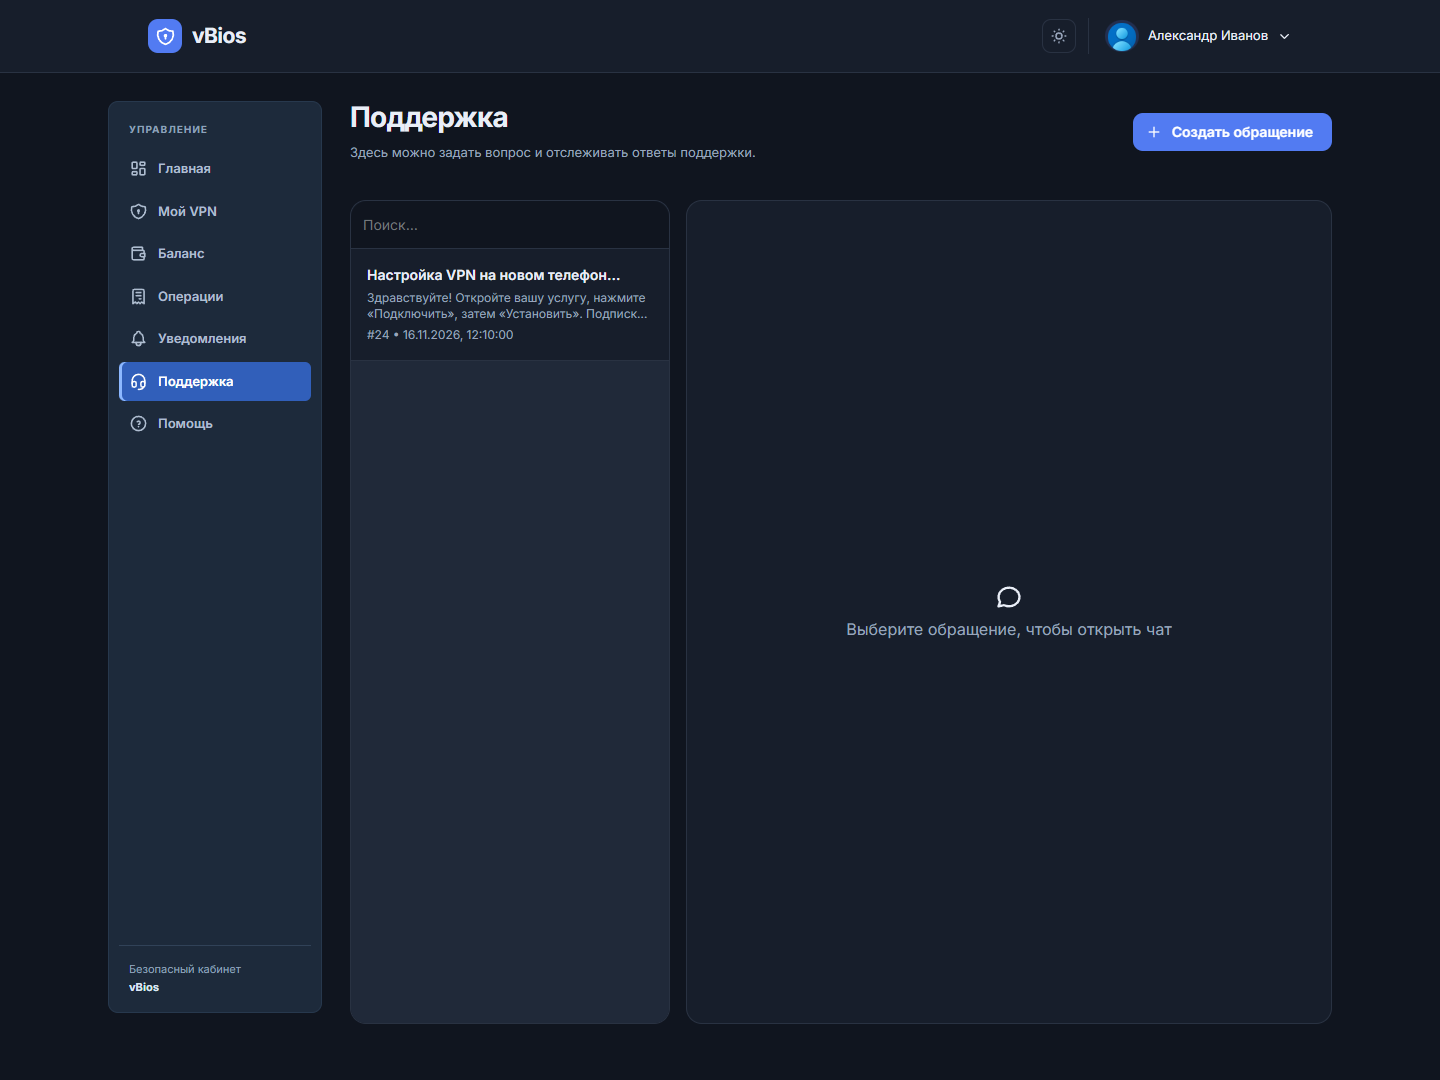 vBios
Александр Иванов
УПРАВЛЕНИЕ
Главная
Мой VPN
Баланс
Операции
Уведомления
Поддержка
Помощь
Безопасный кабинет
vBios
Поддержка
Здесь можно задать вопрос и отслеживать ответы поддержки.
Создать обращение
Поиск...
Настройка VPN на новом телефон...
Здравствуйте! Откройте вашу услугу, нажмите
«Подключить», затем «Установить». Подписк...
#24 • 16.11.2026, 12:10:00
Выберите обращение, чтобы открыть чат